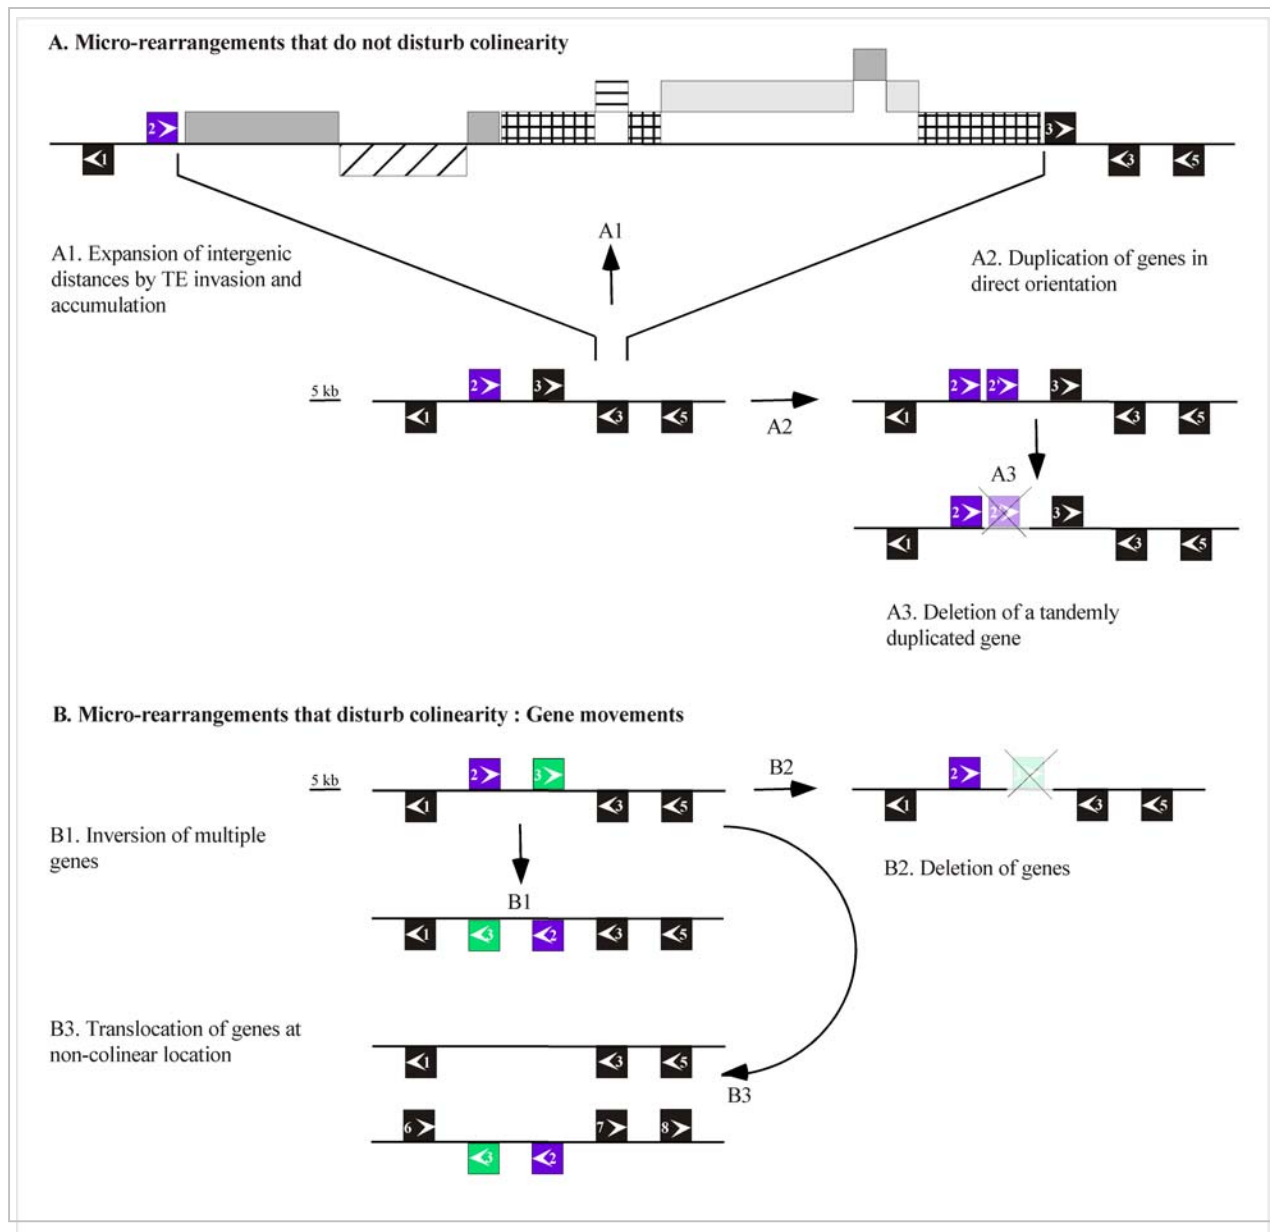 A. Micro-rearrangements that do not disturb colinearity
2 3
1 3 5
A1
A1. Expansion of intergenic
distances by TE invasion and
accumulation
A2. Duplication of genes in
direct orientation
5 kb
2 3
1 3 5
A2
2 2' 3
1 3 5
A3
2 3
1 3 5
A3. Deletion of a tandemly
duplicated gene
B. Micro-rearrangements that disturb colinearity : Gene movements
5 kb
2 3
1 3 5
B2
2
1 3 5
B1. Inversion of multiple
genes
B2. Deletion of genes
B1
1 3 2 3 5
B3. Translocation of genes at
non-colinear location
1 3 5
B3
6 7 8
3 2